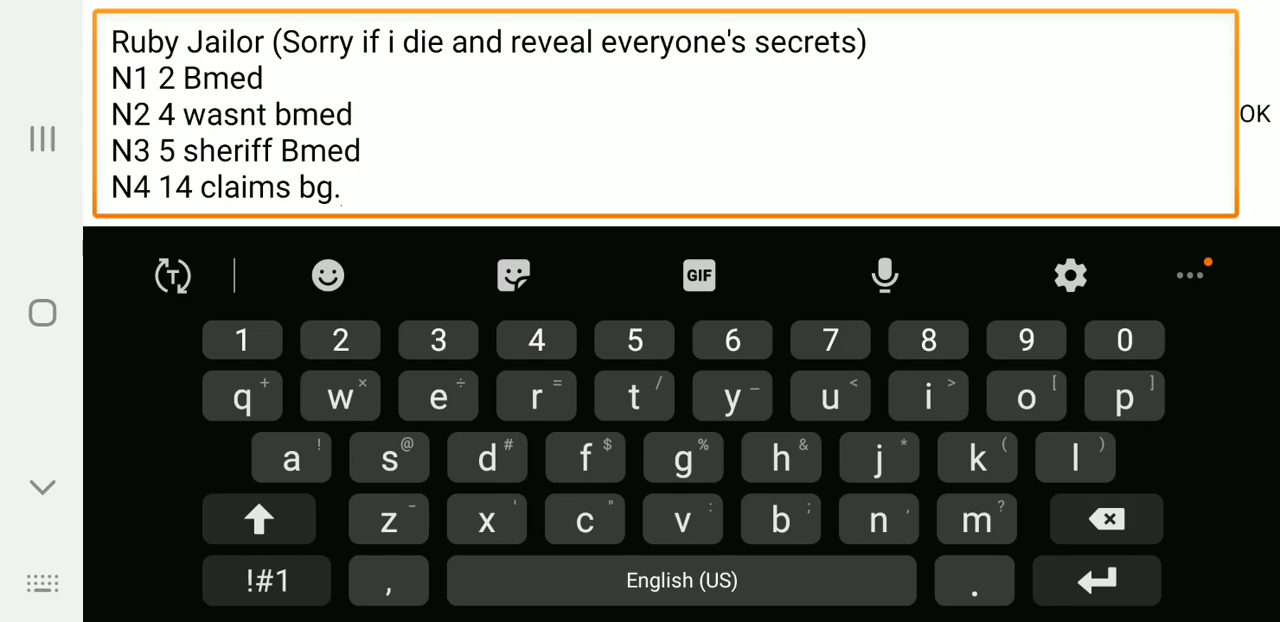 Ruby Jailor (Sorry if i die and reveal everyone's secrets)
N1 2 Bmed
N2 4 wasnt bmed
N3 5 sheriff Bmed
N4 14 claims bg.
OK
T
GIF
1 2 3 4 5 6 7 8 9 0
q + w × e ÷ r = t / y _ u < i > o [ p ]
a ! s @ d # f $ g % h & j * k ( l )
z - x ' c " v : b ; n , m ?
!#1 , English (US) .